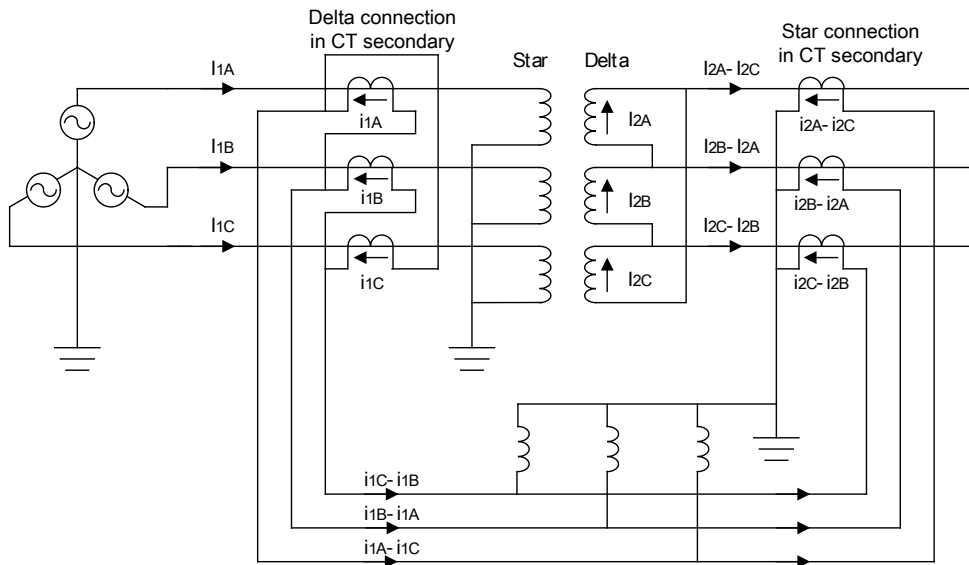 Delta connection
in CT secondary
Star connection
in CT secondary
Star
Delta
I1A
i1A
I2A
I2A- I2C
i2A- i2C
I1B
i1B
I2B
I2B- I2A
i2B- i2A
I1C
i1C
I2C
I2C- I2B
i2C- i2B
i1C- i1B
i1B- i1A
i1A- i1C